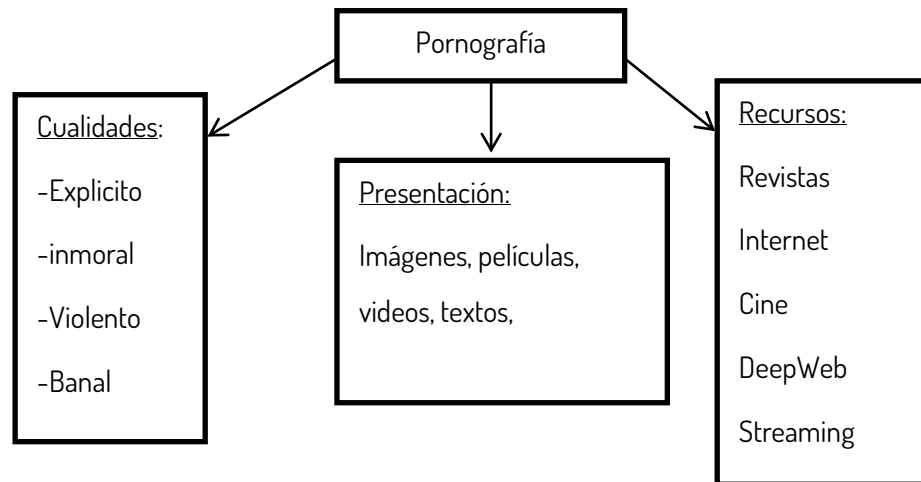 Pornografía
Cualidades:
-Explicito
-inmoral
-Violento
-Banal
Presentación:
Imágenes, películas,
videos, textos,
Recursos:
Revistas
Internet
Cine
DeepWeb
Streaming